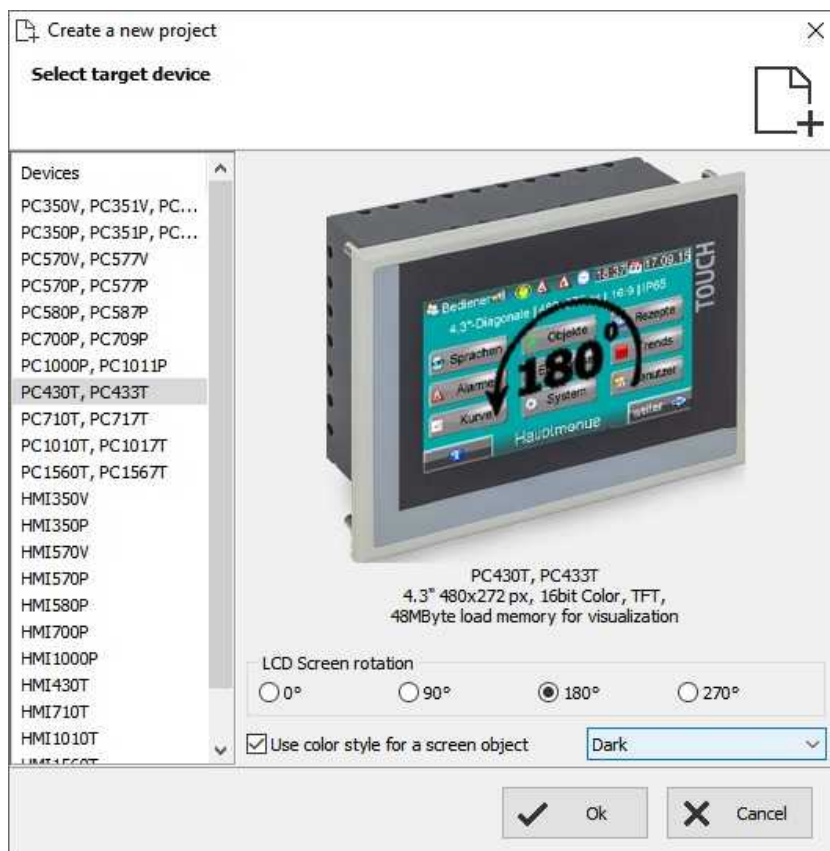 Create a new project
Select target device
Devices
PC350V, PC351V, PC...
PC350P, PC351P, PC...
PC570V, PC577V
PC570P, PC577P
PC580P, PC587P
PC700P, PC709P
PC1000P, PC1011P
PC430T, PC433T
PC710T, PC717T
PC1010T, PC1017T
PC1560T, PC1567T
HMI350V
HMI350P
HMI570V
HMI570P
HMI580P
HMI700P
HMI1000P
HMI430T
HMI710T
HMI1010T
HMI1560T
TOUCH
Bediener
17.09.15
4.3"-Diagonale
16:9 | IP65
Sprachen
Objekte
Rezepte
Alarme
180°
Kurve
System
Hauptmenue
PC430T, PC433T
4.3" 480x272 px, 16bit Color, TFT,
48MByte load memory for visualization
LCD Screen rotation
0°
90°
180°
270°
Use color style for a screen object
Dark
Ok
Cancel